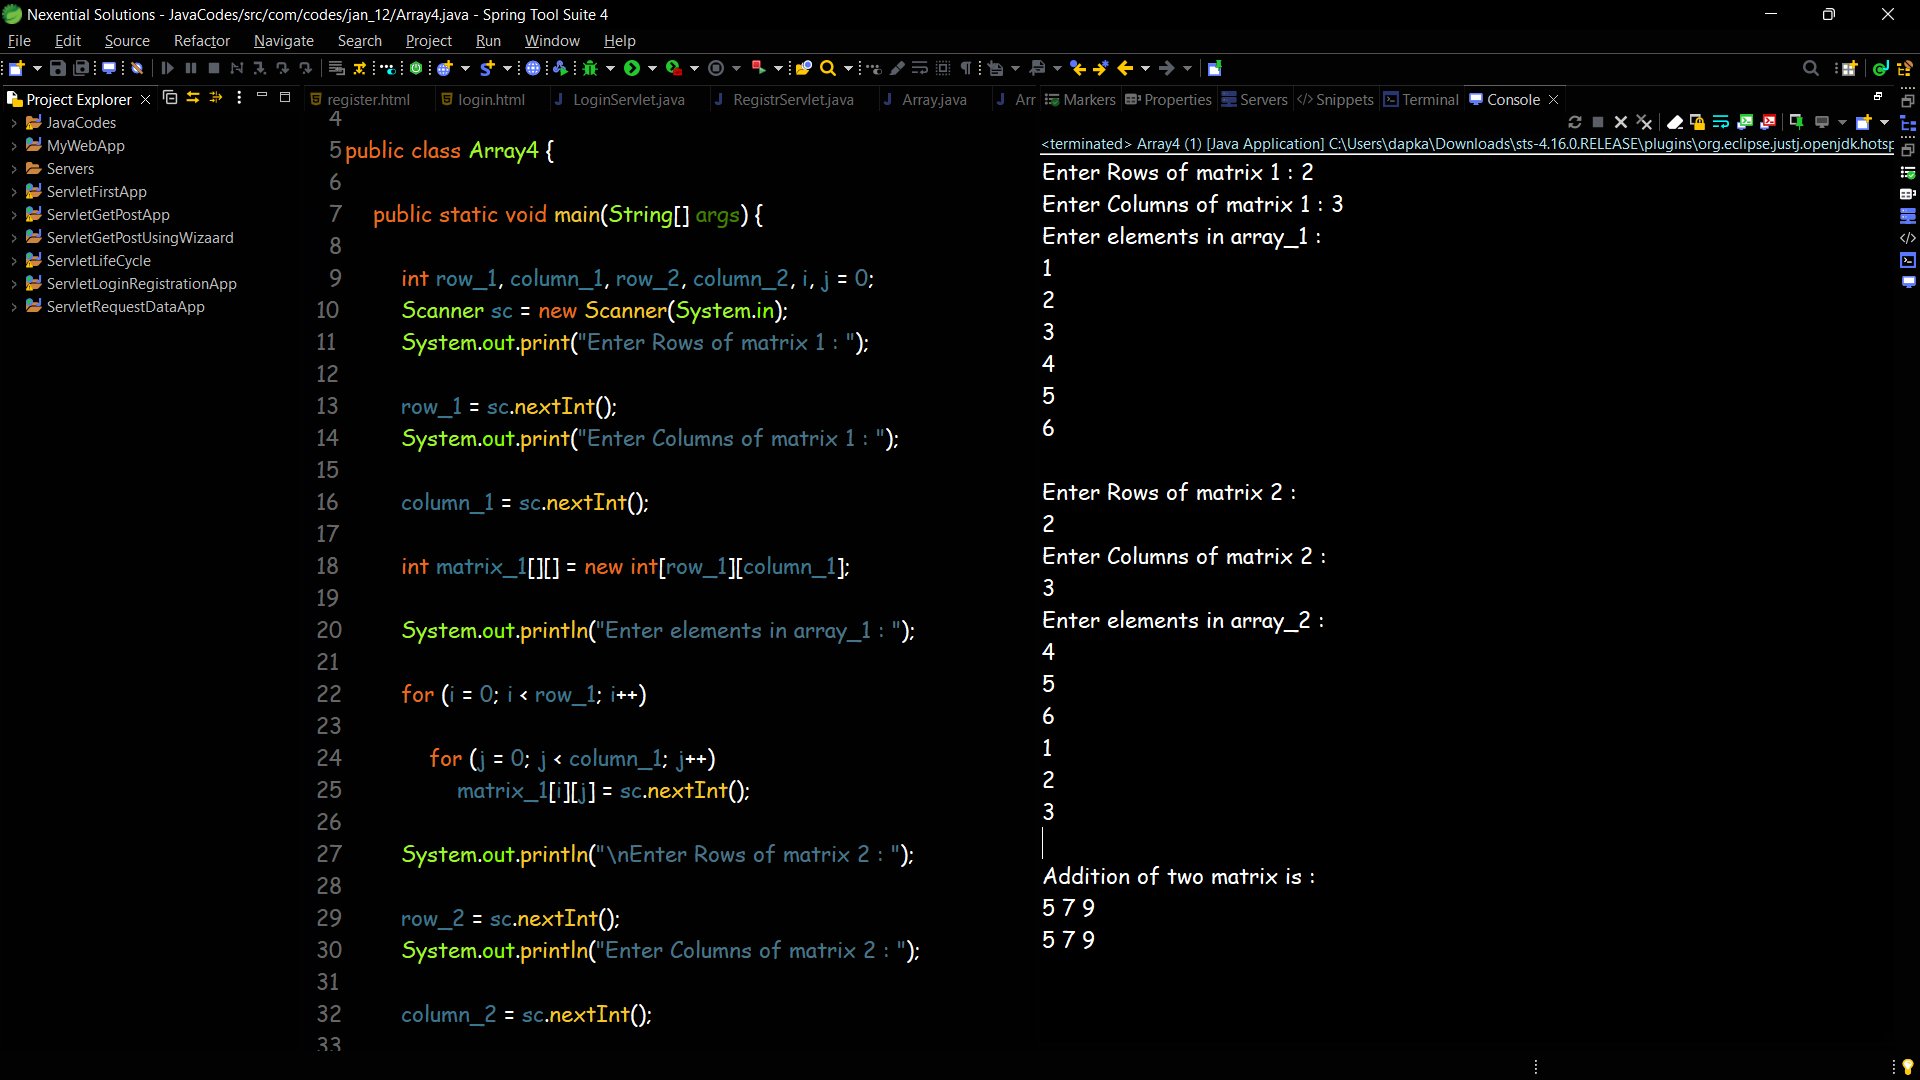 Nexential Solutions - JavaCodes/src/com/codes/jan_12/Array4.java - Spring Tool Suite 4
File Edit Source Refactor Navigate Search Project Run Window Help
Project Explorer
register.html login.html LoginServlet.java RegistrServlet.java Array.java Arr
Markers Properties Servers Snippets Terminal Console
JavaCodes
MyWebApp
Servers
ServletFirstApp
ServletGetPostApp
ServletGetPostUsingWizaard
ServletLifeCycle
ServletLoginRegistrationApp
ServletRequestDataApp
4
5 public class Array4 {
6
7 public static void main(String[] args) {
8
9 int row_1, column_1, row_2, column_2, i, j = 0;
10 Scanner sc = new Scanner(System.in);
11 System.out.print("Enter Rows of matrix 1 : ");
12
13 row_1 = sc.nextInt();
14 System.out.print("Enter Columns of matrix 1 : ");
15
16 column_1 = sc.nextInt();
17
18 int matrix_1[][] = new int[row_1][column_1];
19
20 System.out.println("Enter elements in array_1 : ");
21
22 for (i = 0; i < row_1; i++)
23
24 for (j = 0; j < column_1; j++)
25 matrix_1[i][j] = sc.nextInt();
26
27 System.out.println("\nEnter Rows of matrix 2 : ");
28
29 row_2 = sc.nextInt();
30 System.out.println("Enter Columns of matrix 2 : ");
31
32 column_2 = sc.nextInt();
33
<terminated> Array4 (1) [Java Application] C:\Users\dapka\Downloads\sts-4.16.0.RELEASE\plugins\org.eclipse.justj.openjdk.hotsp
Enter Rows of matrix 1 : 2
Enter Columns of matrix 1 : 3
Enter elements in array_1 :
1
2
3
4
5
6
Enter Rows of matrix 2 :
2
Enter Columns of matrix 2 :
3
Enter elements in array_2 :
4
5
6
1
2
3
Addition of two matrix is :
5 7 9
5 7 9